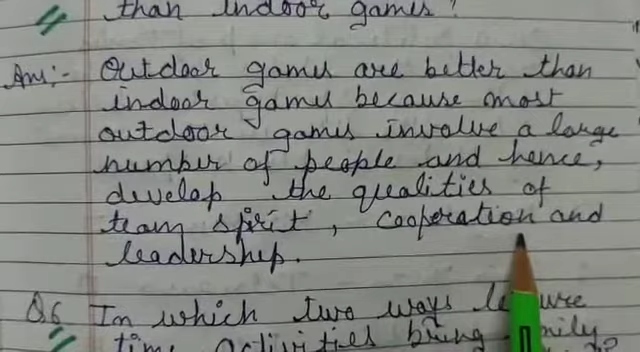 than indoor games?
Ans:- Outdoor games are better than
indoor games because most
outdoor games involve a large
number of people and hence,
develop the qualities of
team spirit, cooperation and
leadership.
Q6 In which two ways
time activities bring